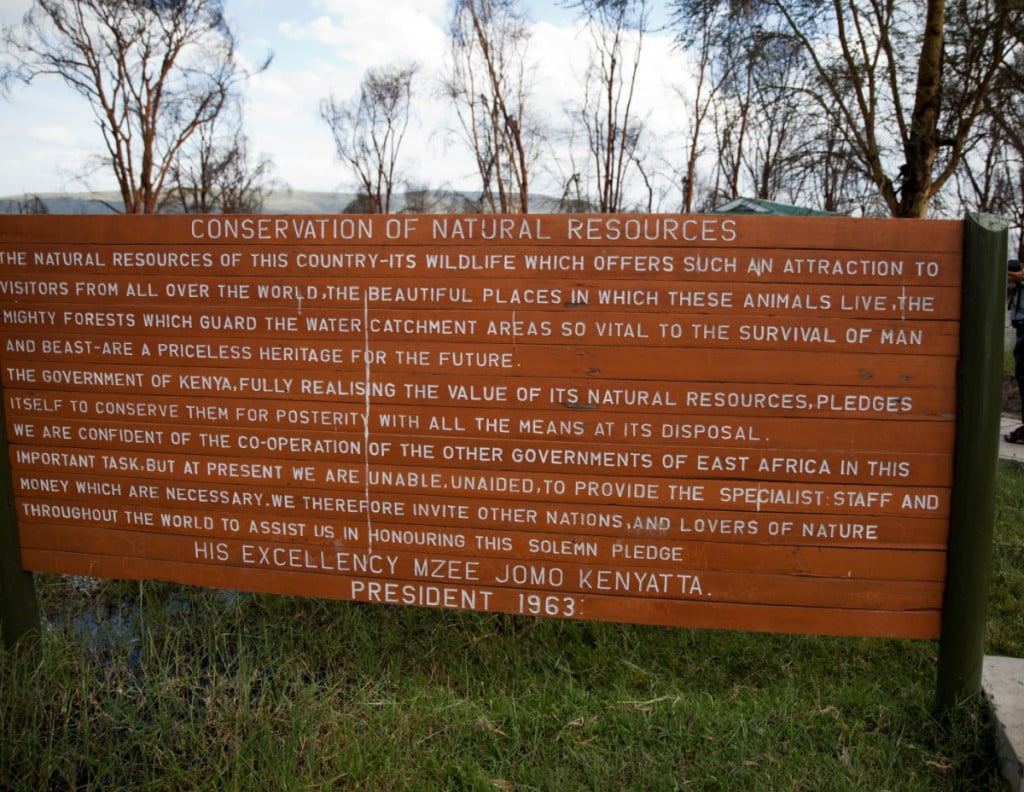 CONSERVATION OF NATURAL RESOURCES
THE NATURAL RESOURCES OF THIS COUNTRY-ITS WILDLIFE WHICH OFFERS SUCH AN ATTRACTION TO
VISITORS FROM ALL OVER THE WORLD,THE BEAUTIFUL PLACES IN WHICH THESE ANIMALS LIVE,THE
MIGHTY FORESTS WHICH GUARD THE WATER CATCHMENT AREAS SO VITAL TO THE SURVIVAL OF MAN
AND BEAST-ARE A PRICELESS HERITAGE FOR THE FUTURE.
THE GOVERNMENT OF KENYA,FULLY REALISING THE VALUE OF ITS NATURAL RESOURCES,PLEDGES
ITSELF TO CONSERVE THEM FOR POSTERITY WITH ALL THE MEANS AT ITS DISPOSAL.
WE ARE CONFIDENT OF THE CO-OPERATION OF THE OTHER GOVERNMENTS OF EAST AFRICA IN THIS
IMPORTANT TASK,BUT AT PRESENT WE ARE UNABLE,UNAIDED,TO PROVIDE THE SPECIALIST STAFF AND
MONEY WHICH ARE NECESSARY.WE THEREFORE INVITE OTHER NATIONS,AND LOVERS OF NATURE
THROUGHOUT THE WORLD TO ASSIST US IN HONOURING THIS SOLEMN PLEDGE
HIS EXCELLENCY MZEE JOMO KENYATTA.
PRESIDENT 1963.